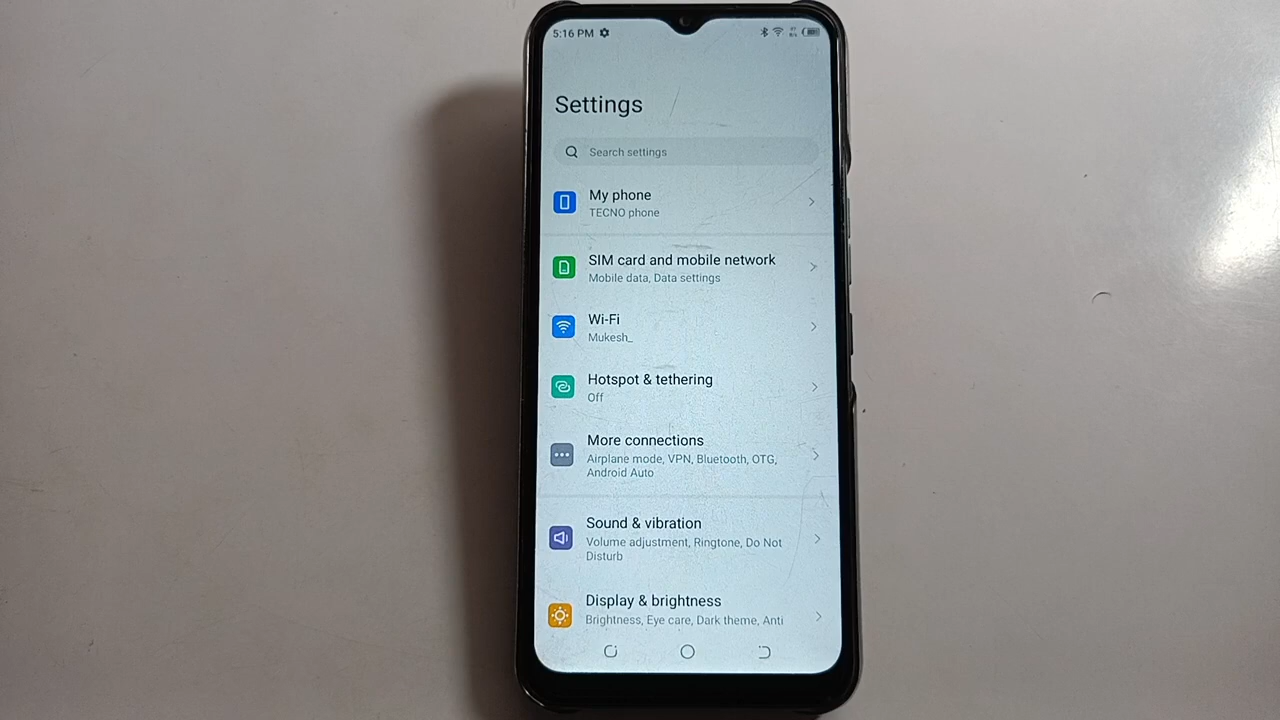 5:16 PM
Settings
Search settings
My phone
TECNO phone
SIM card and mobile network
Mobile data, Data settings
Wi-Fi
Mukesh_
Hotspot & tethering
Off
More connections
Airplane mode, VPN, Bluetooth, OTG,
Android Auto
Sound & vibration
Volume adjustment, Ringtone, Do Not
Disturb
Display & brightness
Brightness, Eye care, Dark theme, Anti